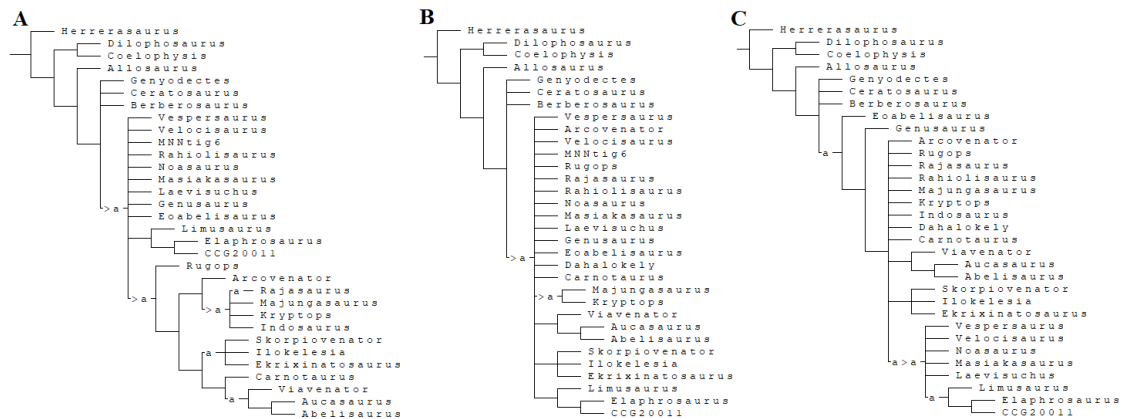 A
Herrerasaurus
Dilophosaurus
Coelophysis
Allosaurus
Genyodectes
Ceratosaurus
Berberosaurus
Vespersaurus
Velocisaurus
MNNtig6
Rahiolisaurus
Noasaurus
Masiakasaurus
Laevisuchus
Genusaurus
>a
Eoabelisaurus
Limusaurus
Elaphrosaurus
CCG20011
Rugops
Arcovenator
a
Rajasaurus
>a
Majungasaurus
>a
Kryptops
Indosaurus
Skorpiovenator
a
Ilokelesia
Ekrixinatosaurus
Carnotaurus
Viavenator
a
Aucasaurus
Abelisaurus
B
Herrerasaurus
Dilophosaurus
Coelophysis
Allosaurus
Genyodectes
Ceratosaurus
Berberosaurus
Vespersaurus
Arcovenator
Velocisaurus
MNNtig6
Rugops
Rajasaurus
Rahiolisaurus
Noasaurus
Masiakasaurus
Laevisuchus
Genusaurus
>a
Eoabelisaurus
Dahalokely
Carnotaurus
>a
Majungasaurus
Kryptops
Viavenator
Aucasaurus
Abelisaurus
Skorpiovenator
Ilokelesia
Ekrixinatosaurus
Limusaurus
Elaphrosaurus
CCG20011
C
Herrerasaurus
Dilophosaurus
Coelophysis
Allosaurus
Genyodectes
Ceratosaurus
Berberosaurus
Eoabelisaurus
Genusaurus
a
Arcovenator
Rugops
Rajasaurus
Rahiolisaurus
Majungasaurus
Kryptops
Indosaurus
Dahalokely
Carnotaurus
Viavenator
Aucasaurus
Abelisaurus
Skorpiovenator
Ilokelesia
Ekrixinatosaurus
Vespersaurus
Velocisaurus
Noasaurus
a>a
Masiakasaurus
Laevisuchus
Limusaurus
a
Elaphrosaurus
CCG20011